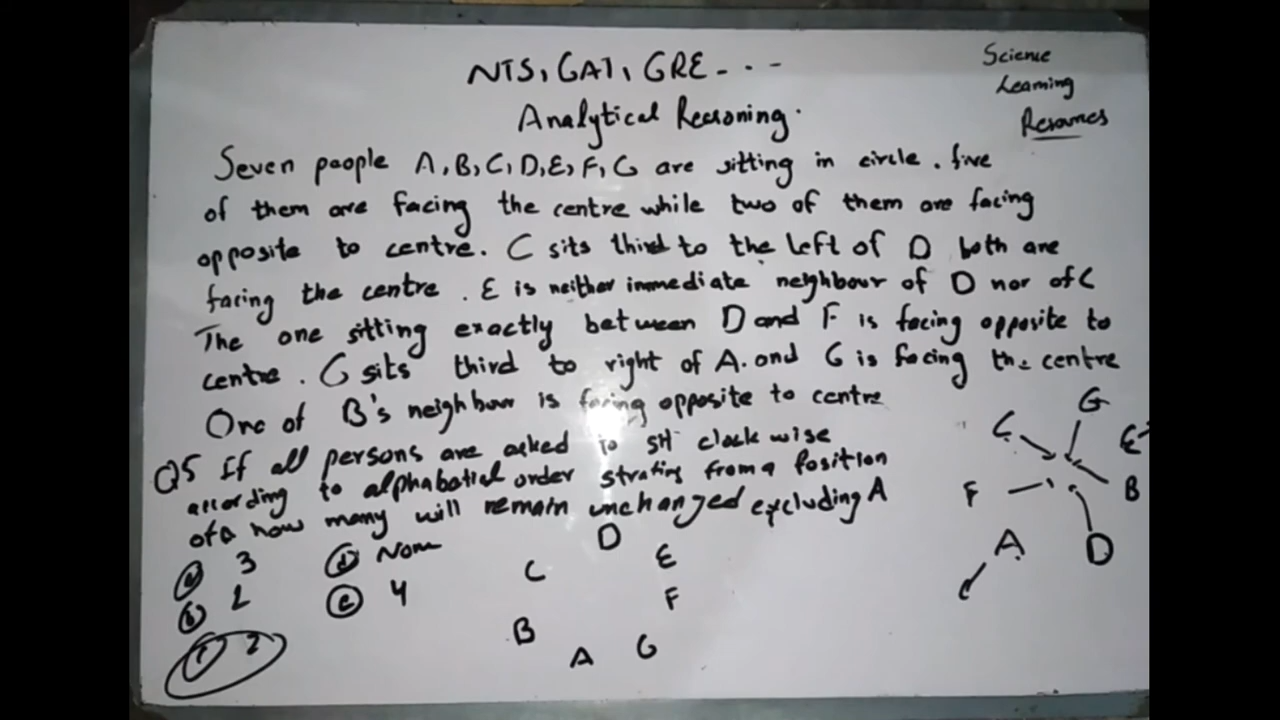 NTS, GAT, GRE - - -
Analytical Reasoning.
Science
Learning
Resources
Seven people A, B, C, D, E, F, G are sitting in circle. five
of them are facing the centre while two of them are facing
opposite to centre. C sits third to the left of D both are
facing the centre. E is neither immediate neighbour of D nor of C
The one sitting exactly between D and F is facing opposite to
centre. G sits third to right of A. and G is facing the centre
One of B's neighbour is facing opposite to centre
Q5 If all persons are asked to sit clock wise
according to alphabatical order strating from a Position
of a how many will remain unchanged excluding A
(a) 3 (d) None
(b) 1 (e) 4
(c) 2
D
C E
B F
A G
G
C E
F B
A D